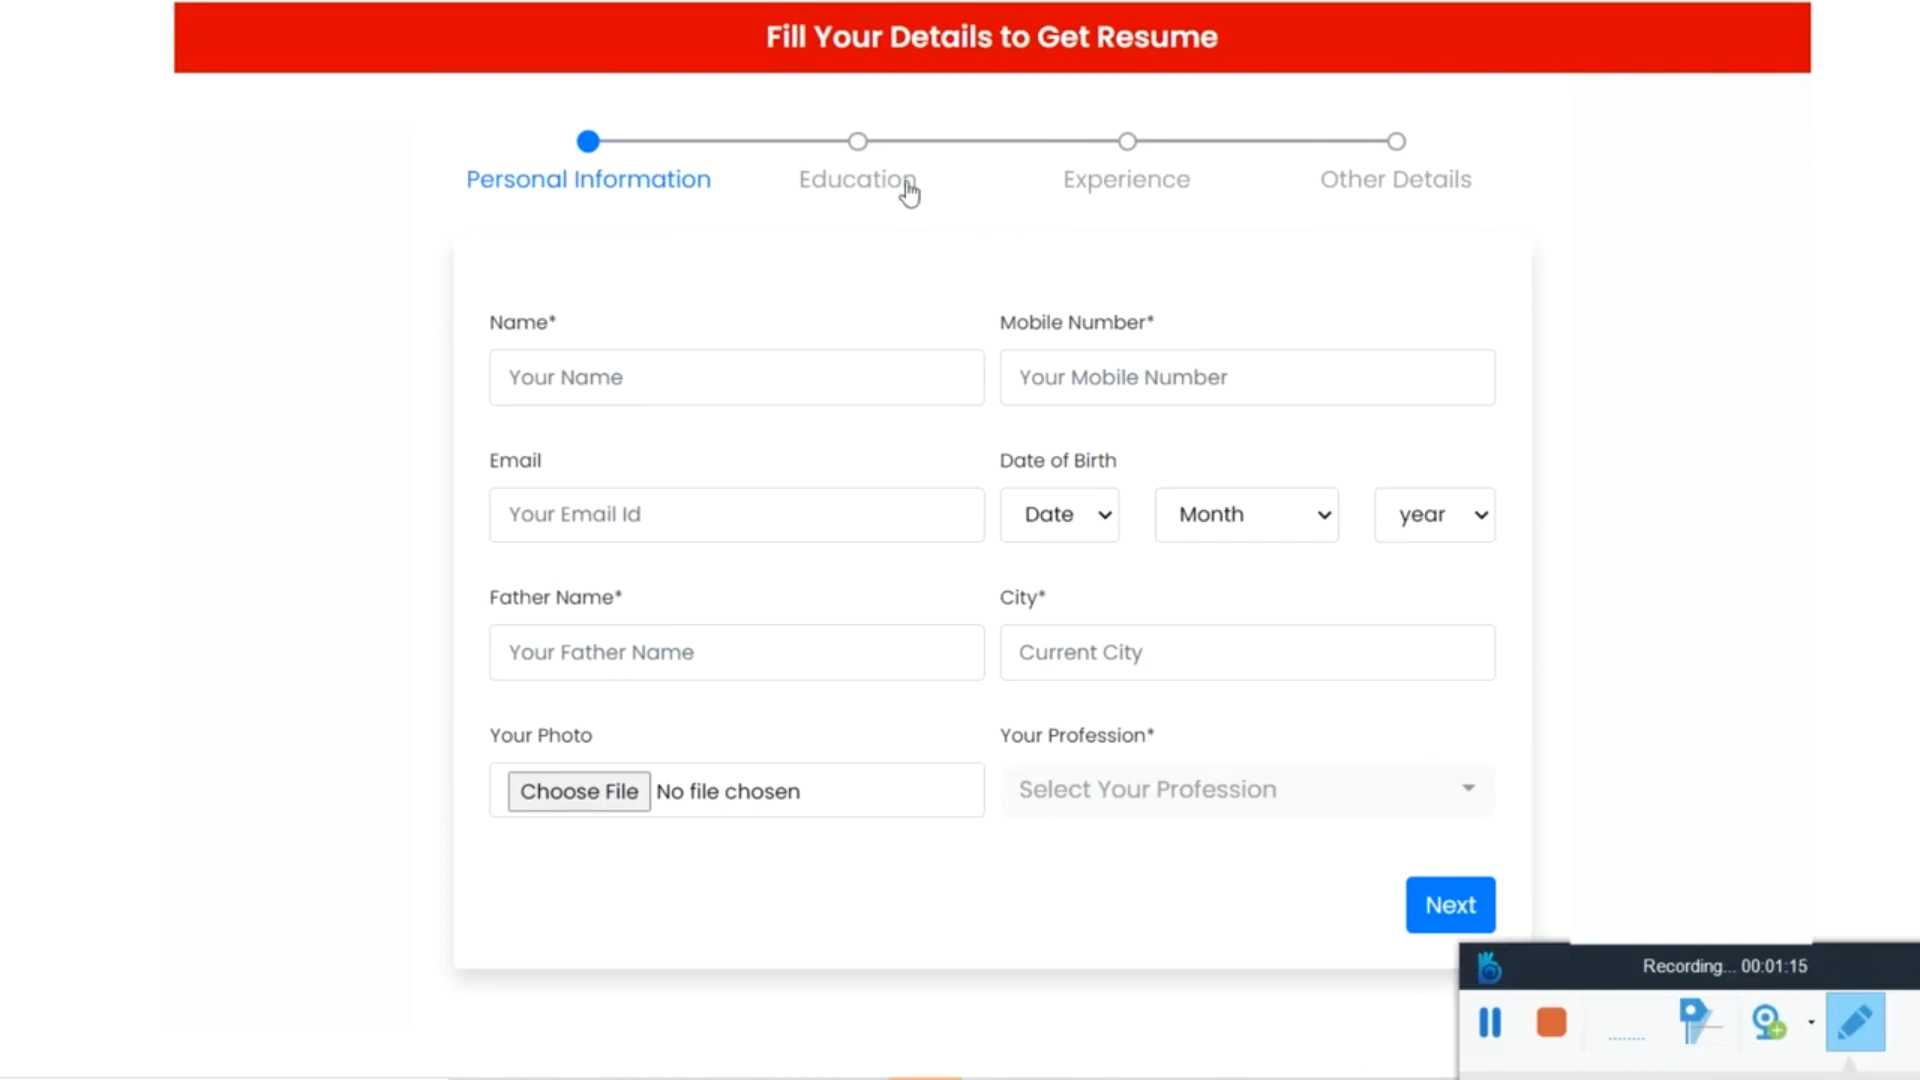 Fill Your Details to Get Resume
Personal Information Education Experience Other Details
Name* Mobile Number*
Your Name Your Mobile Number
Email Date of Birth
Your Email Id Date Month year
Father Name* City*
Your Father Name Current City
Your Photo Your Profession*
Choose File No file chosen Select Your Profession
Next
Recording... 00:01:15